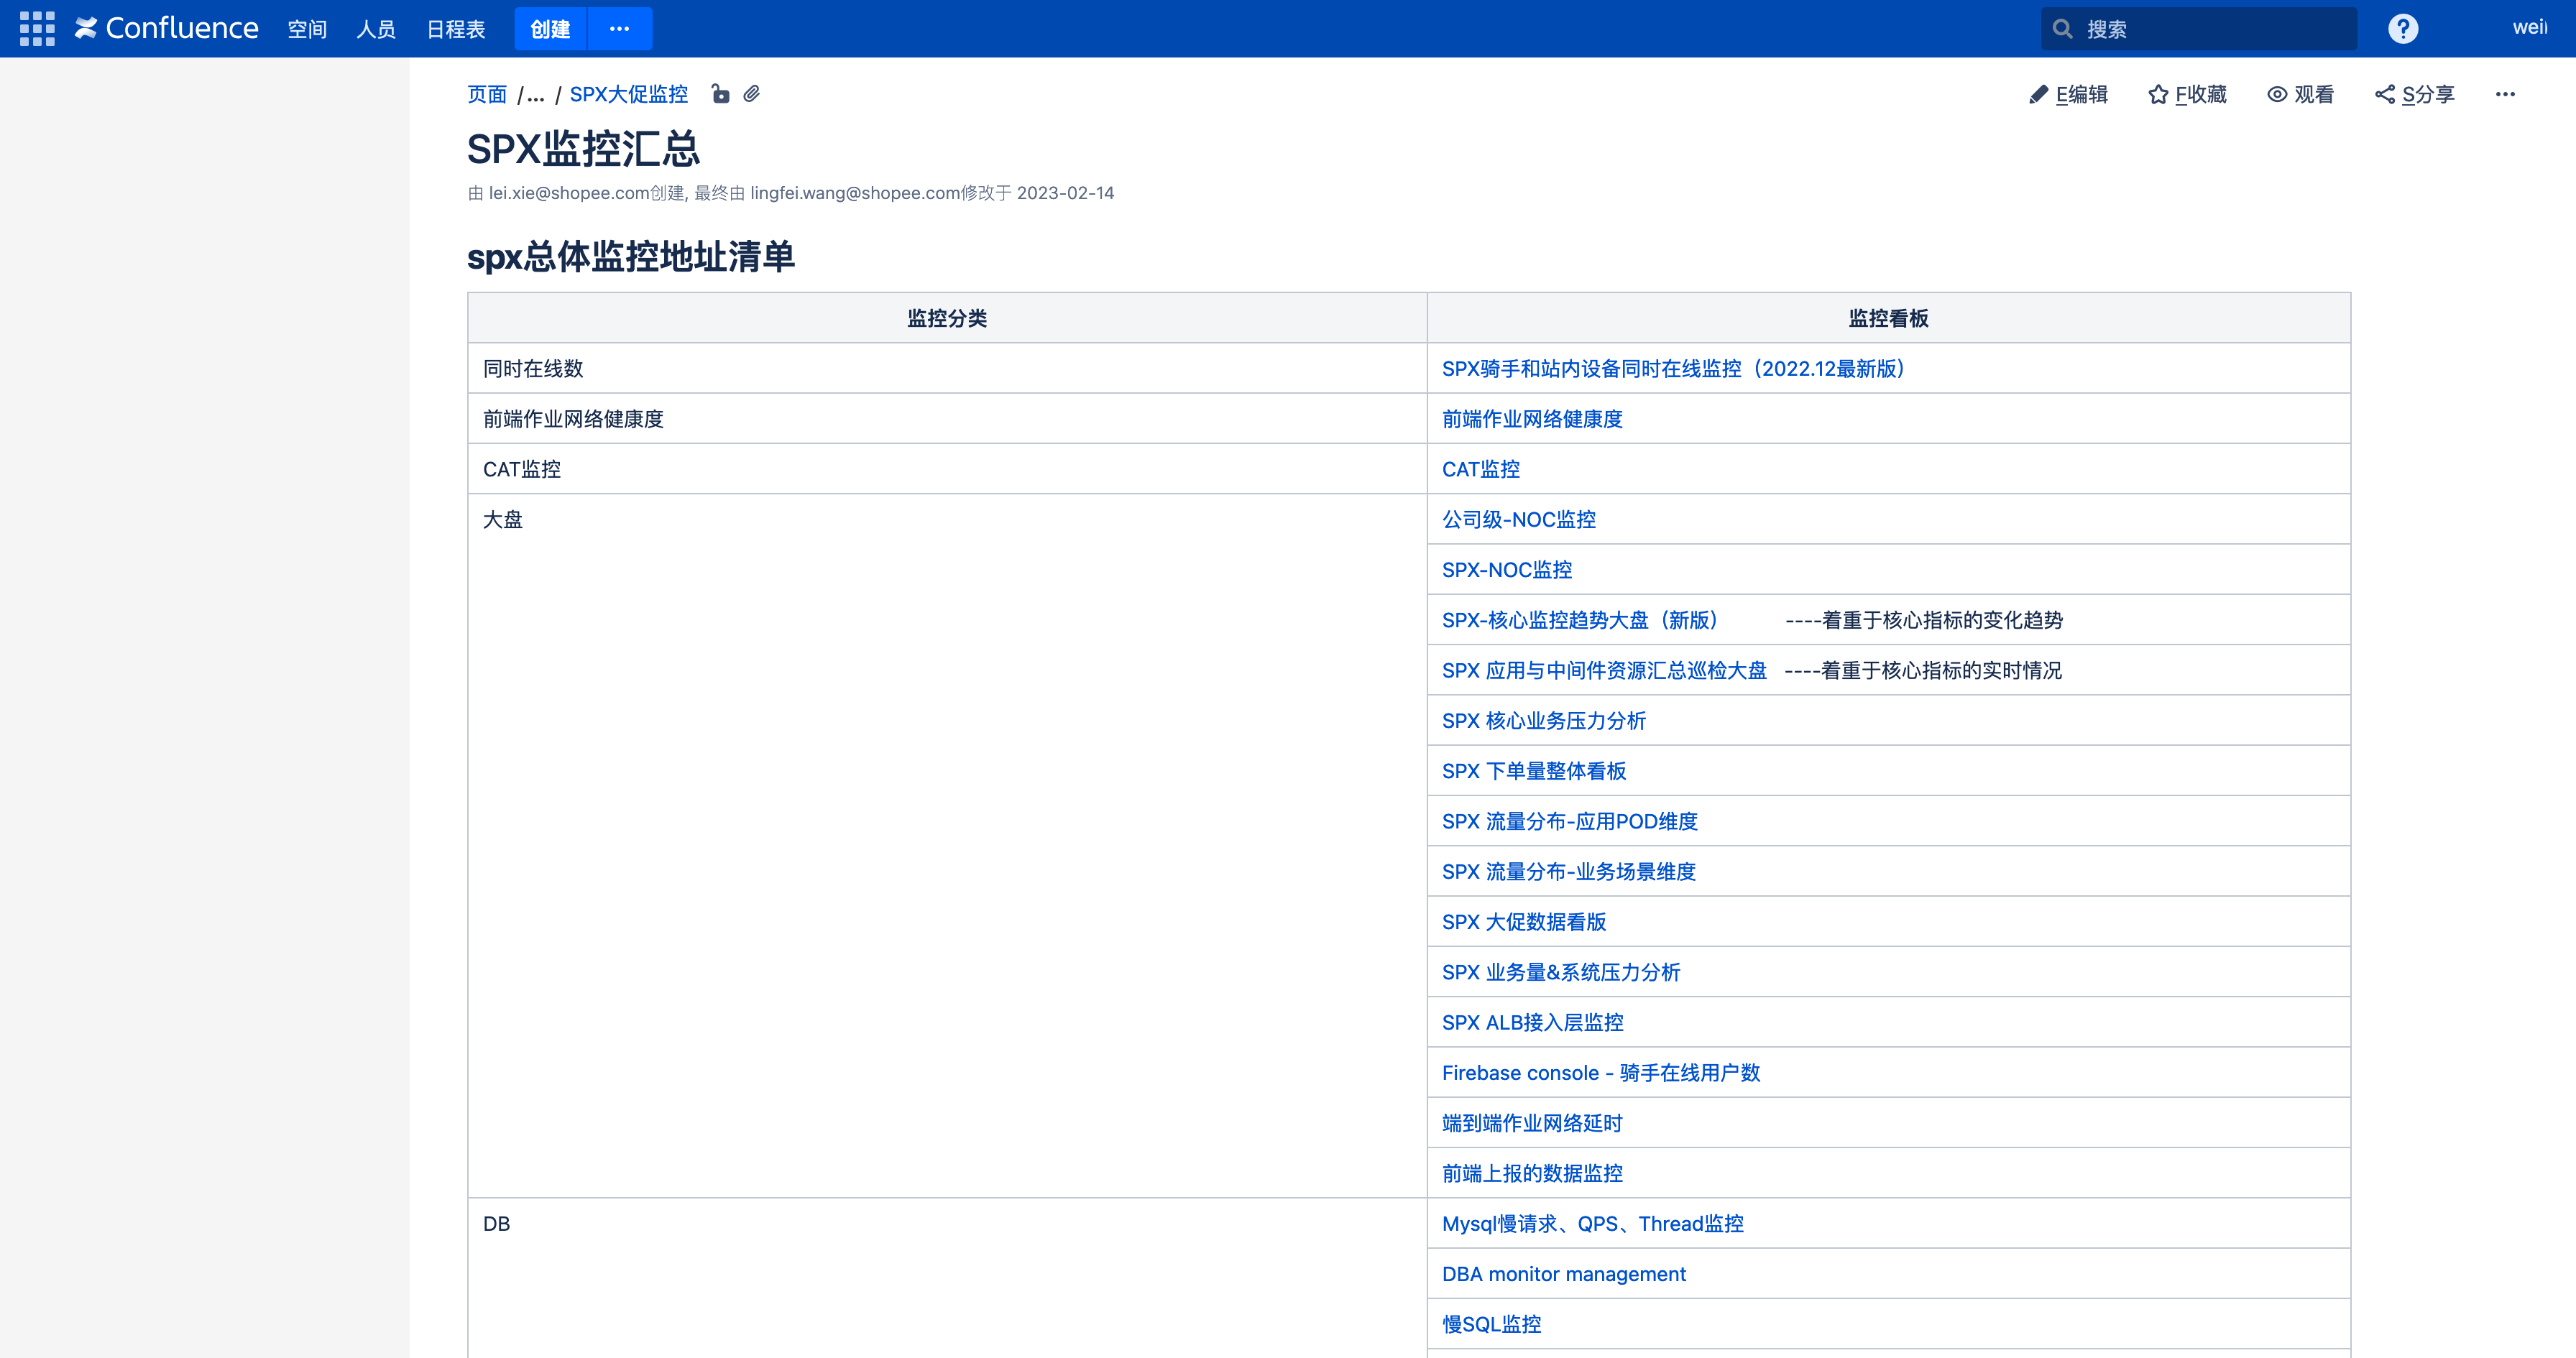 Confluence 空间 人员 日程表 创建 ··· 搜索 ? weil
页面 /... / SPX大促监控 E编辑 F收藏 观看 S分享 ···
SPX监控汇总
由 lei.xie@shopee.com创建, 最终由 lingfei.wang@shopee.com修改于 2023-02-14
spx总体监控地址清单
监控分类 监控看板
同时在线数 SPX骑手和站内设备同时在线监控（2022.12最新版）
前端作业网络健康度 前端作业网络健康度
CAT监控 CAT监控
大盘 公司级-NOC监控
SPX-NOC监控
SPX-核心监控趋势大盘（新版） ----着重于核心指标的变化趋势
SPX 应用与中间件资源汇总巡检大盘 ----着重于核心指标的实时情况
SPX 核心业务压力分析
SPX 下单量整体看板
SPX 流量分布-应用POD维度
SPX 流量分布-业务场景维度
SPX 大促数据看版
SPX 业务量&系统压力分析
SPX ALB接入层监控
Firebase console - 骑手在线用户数
端到端作业网络延时
前端上报的数据监控
DB Mysql慢请求、QPS、Thread监控
DBA monitor management
慢SQL监控